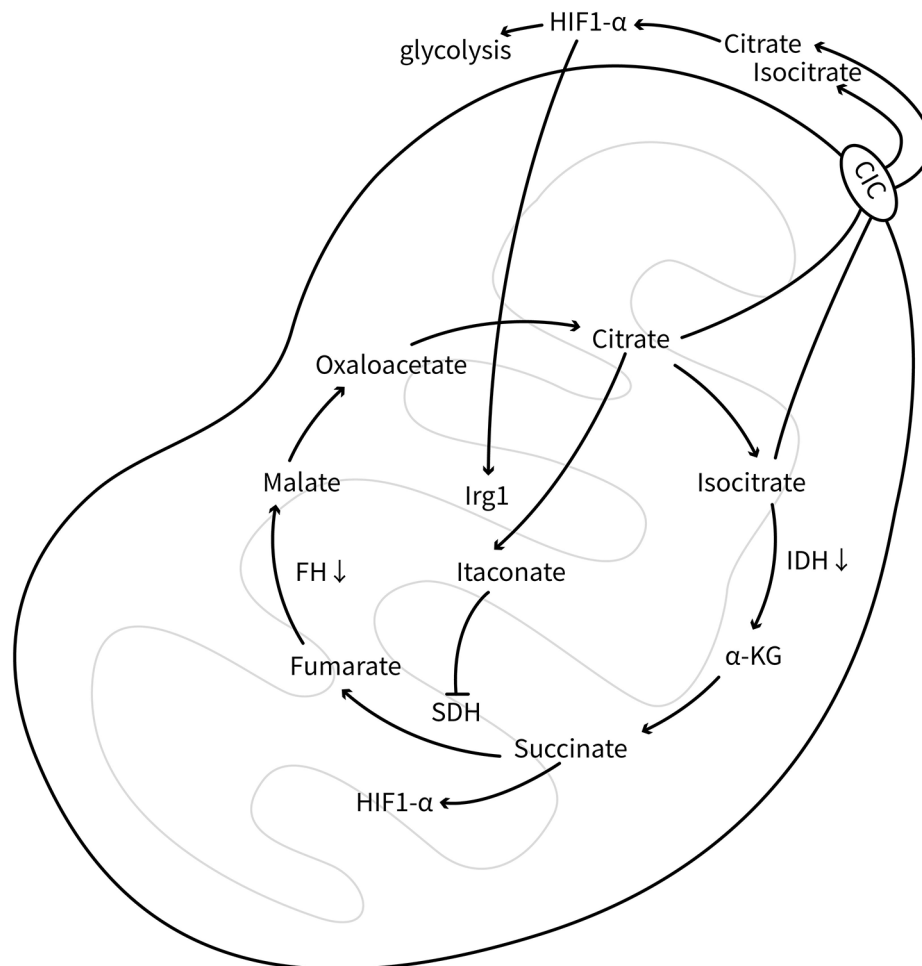 HIF1-α
glycolysis
Citrate
Isocitrate
CIC
Citrate
Oxaloacetate
Malate
Irg1
Isocitrate
FH ↓
Itaconate
IDH ↓
Fumarate
α-KG
SDH
Succinate
HIF1-α